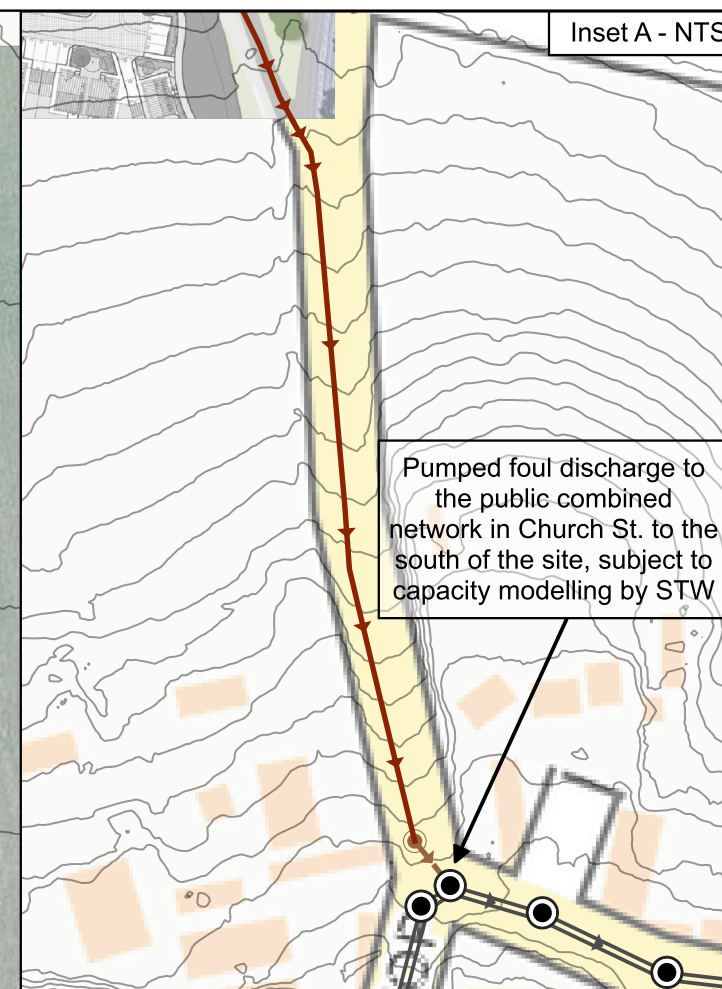 Inset A - NTS
Pumped foul discharge to
the public combined
network in Church St. to the
south of the site, subject to
capacity modelling by STW